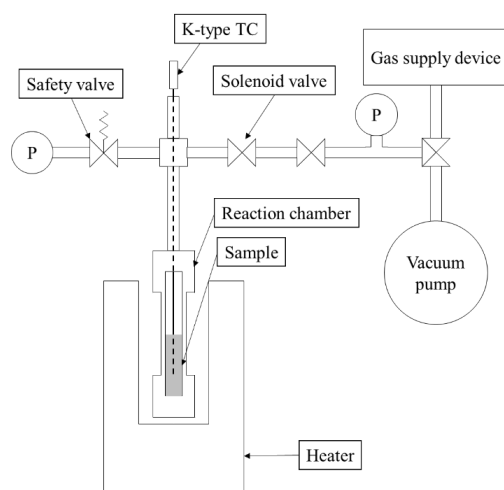 K-type TC
Gas supply device
Safety valve
Solenoid valve
P
P
Reaction chamber
Sample
Vacuum
pump
Heater